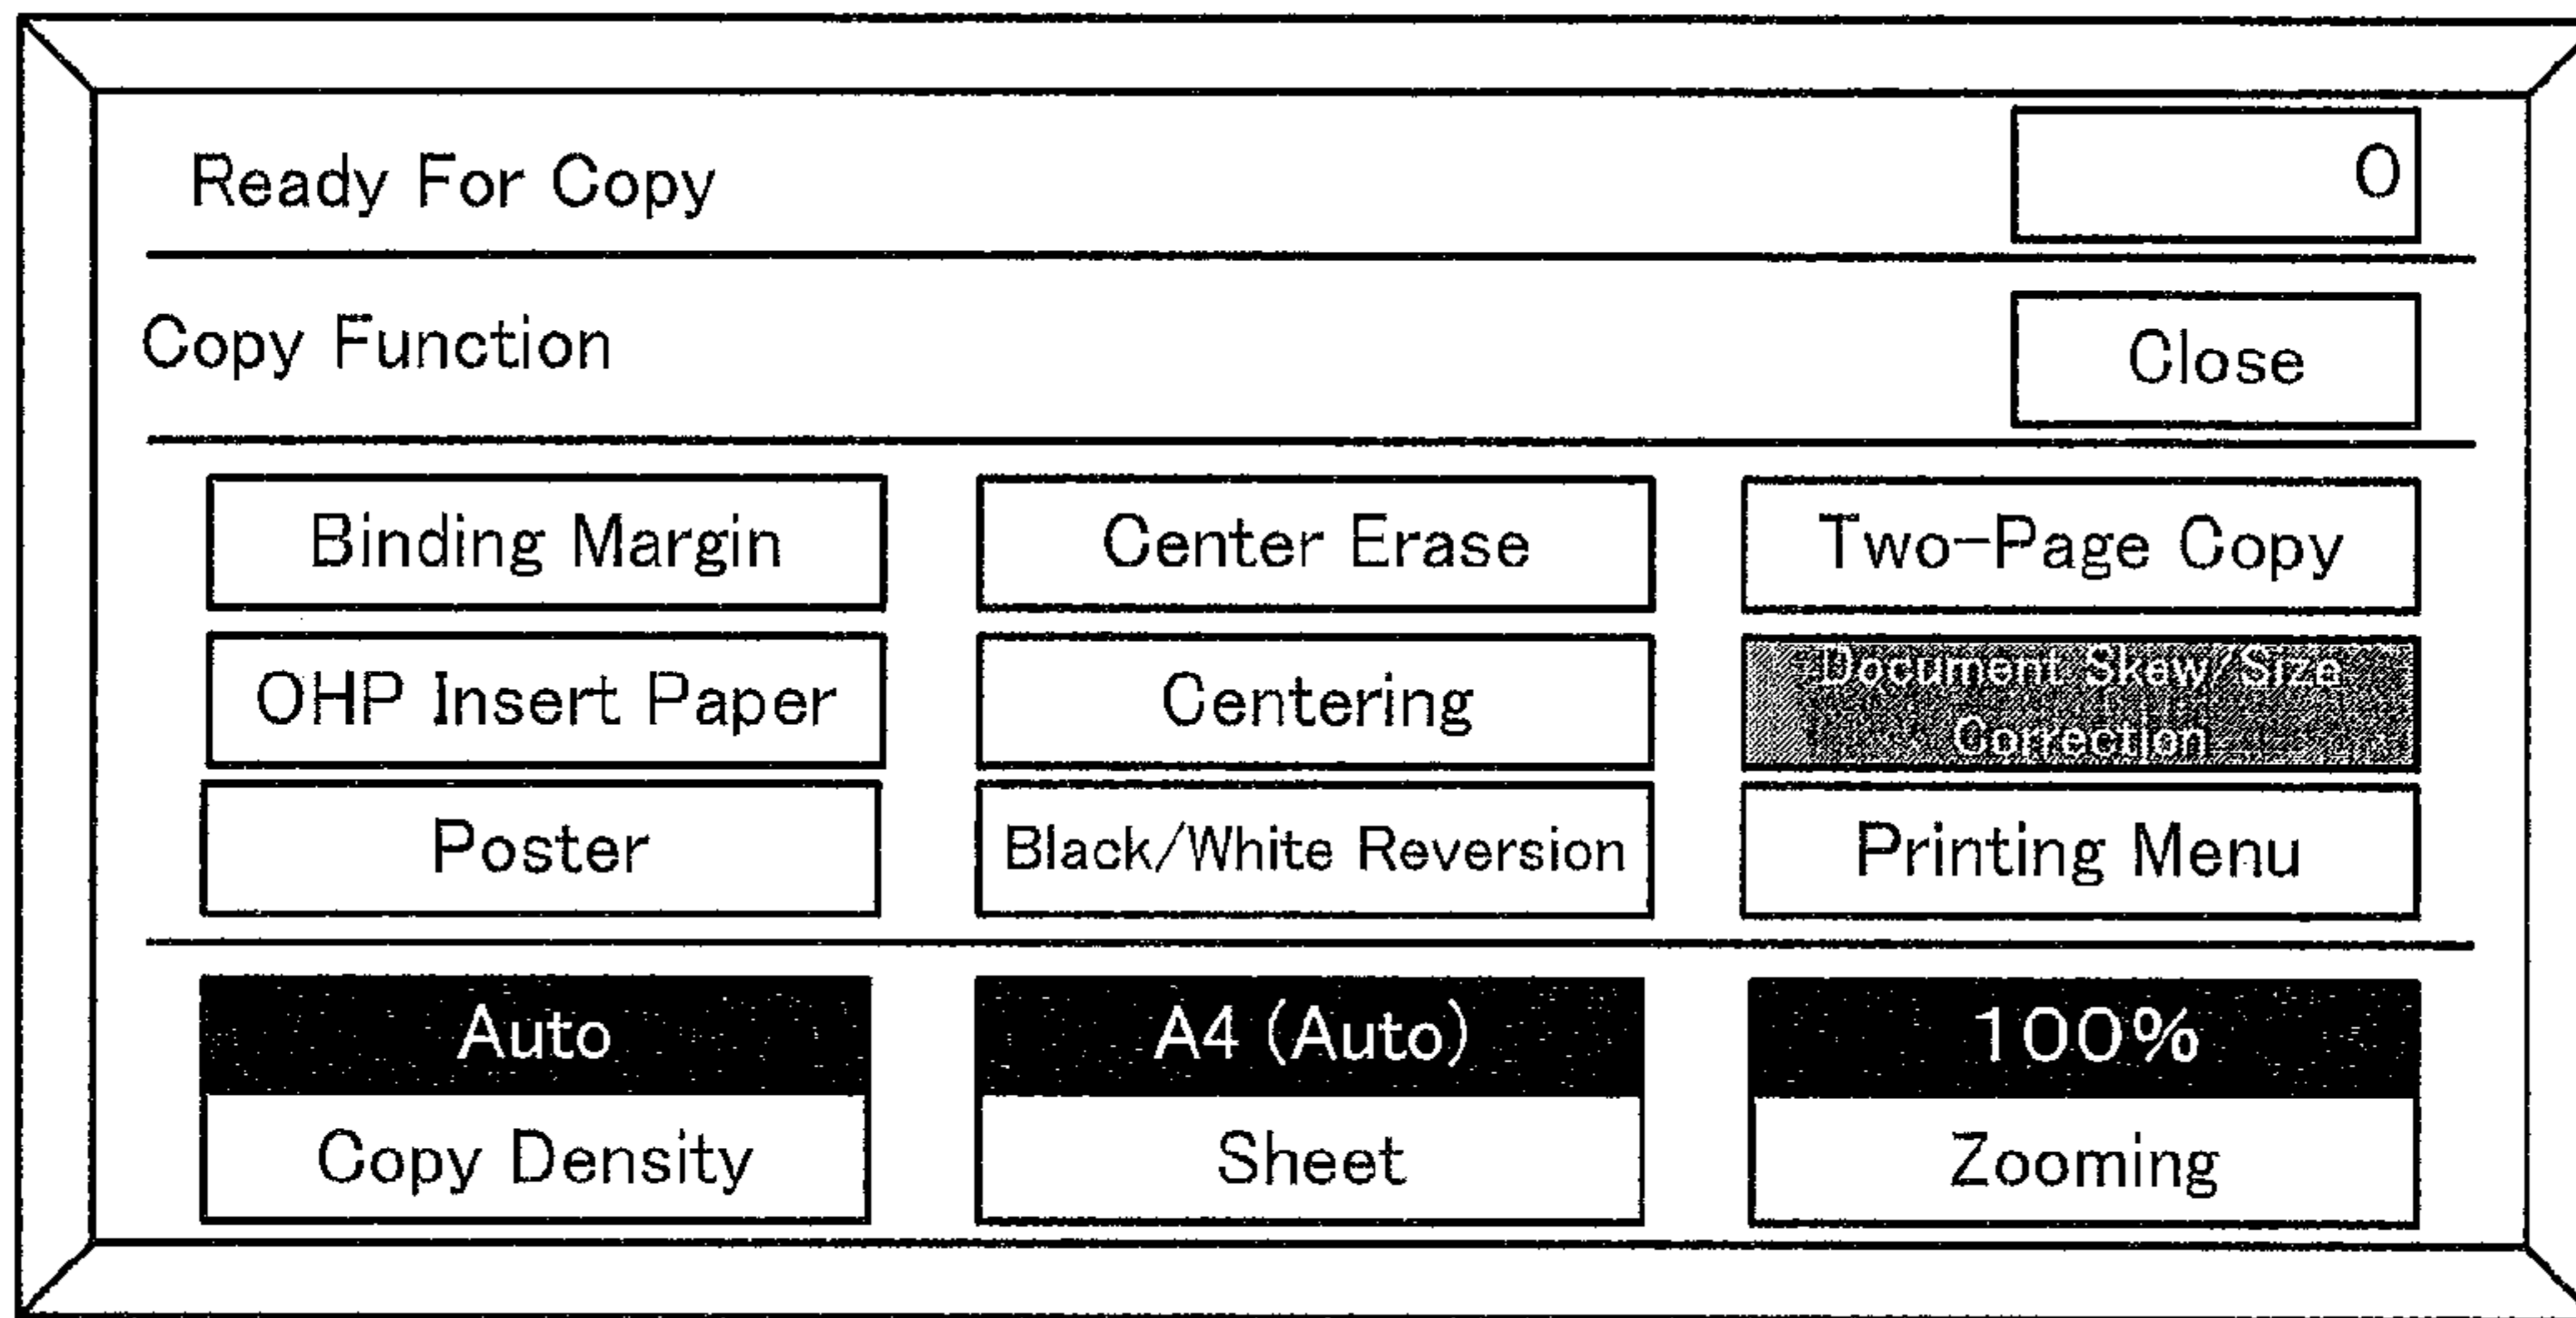 Ready For Copy 0
Copy Function Close
Binding Margin Center Erase Two-Page Copy
OHP Insert Paper Centering Document Skew/Size
Correction
Poster Black/White Reversion Printing Menu
Auto A4 (Auto) 100%
Copy Density Sheet Zooming